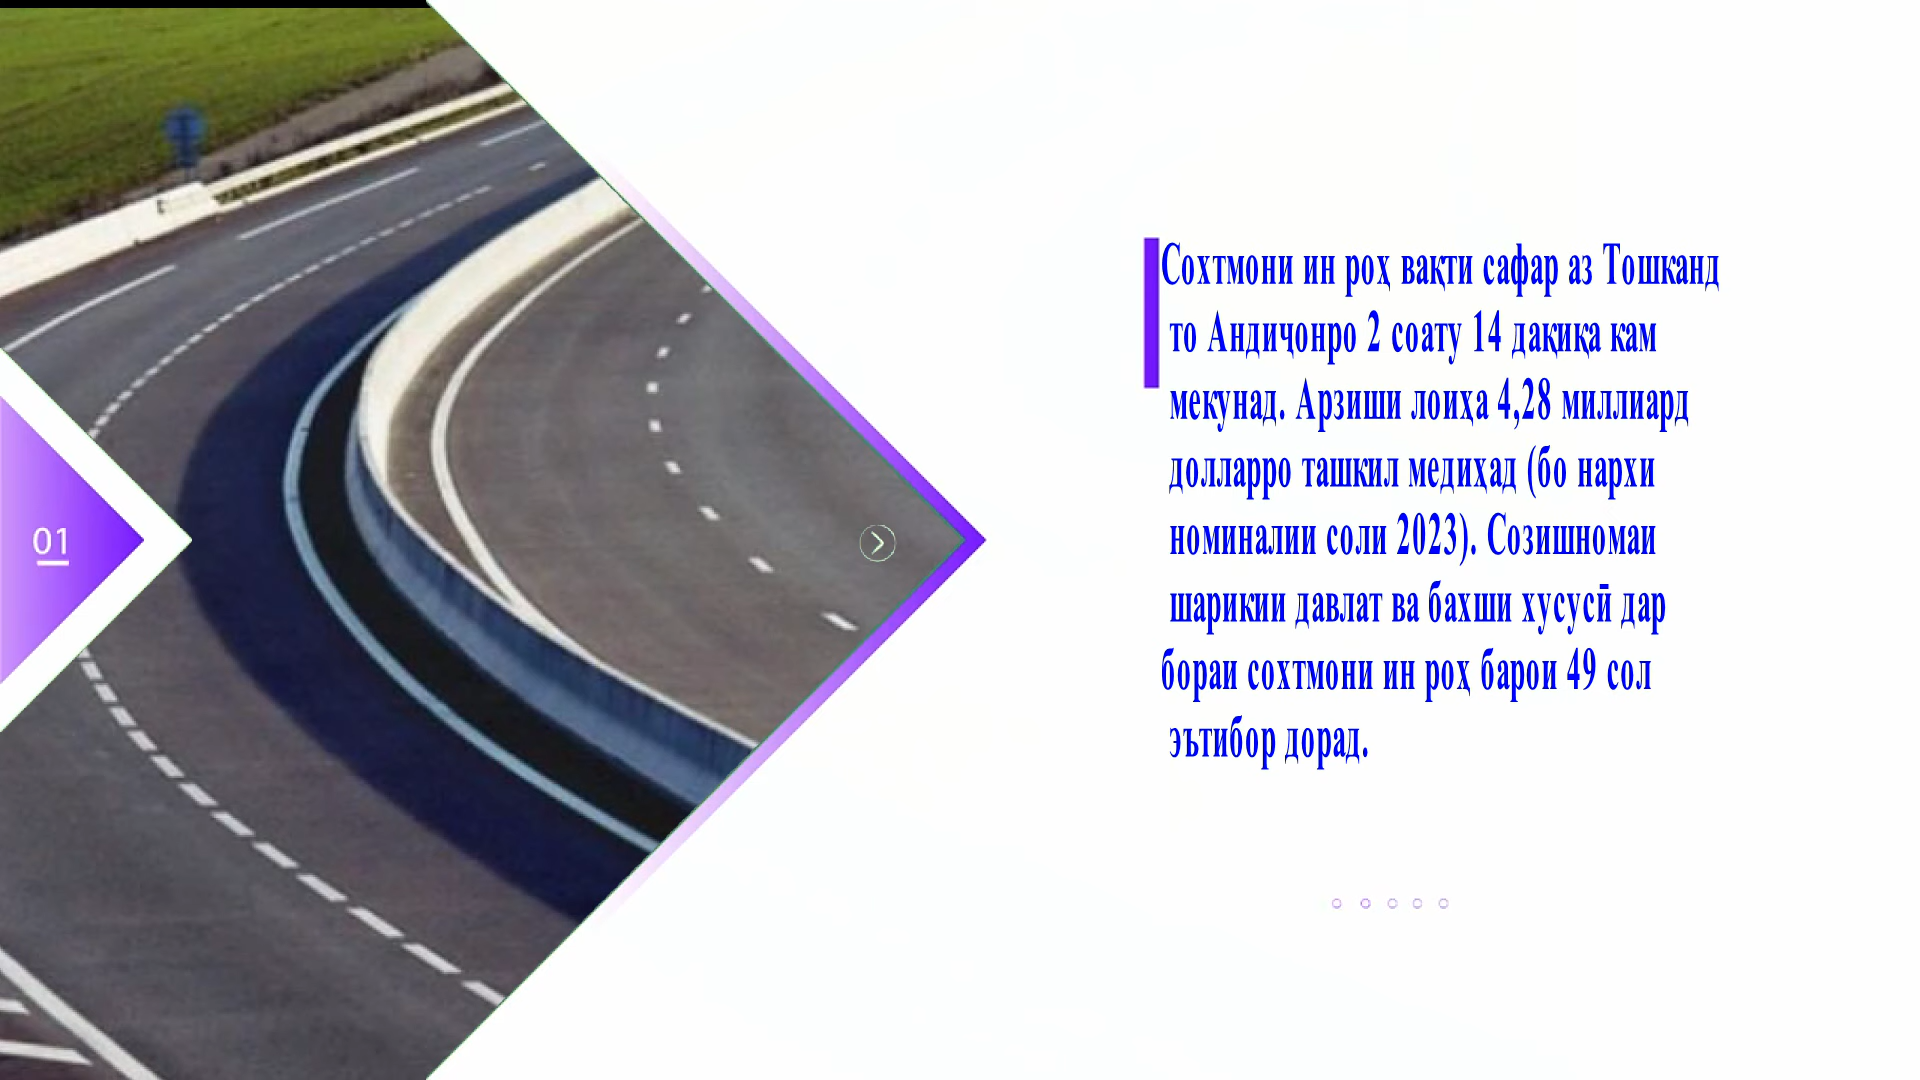 01
Сохтмони ин роҳ вақти сафар аз Тошканд
то Андиҷонро 2 соату 14 дақиқа кам
мекунад. Арзиши лоиҳа 4,28 миллиард
долларро ташкил медиҳад (бо нархи
номиналии соли 2023). Созишномаи
шарикии давлат ва бахши хусусӣ дар
бораи сохтмони ин роҳ барои 49 сол
эътибор дорад.